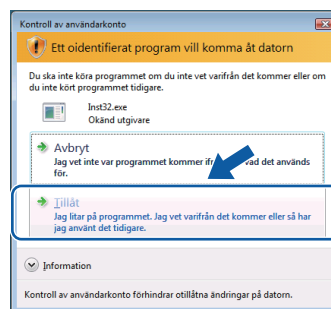 Kontroll av användarkonto
Ett oidentifierat program vill komma åt datorn
Du ska inte köra programmet om du inte vet varifrån det kommer eller om
du inte kört programmet tidigare.
Inst32.exe
Okänd utgivare
Avbryt
Jag vet inte var programmet kommer vad det används
för.
Tillåt
Jag litar på programmet. Jag vet varifrån det kommer eller så har
jag använt det tidigare.
Information
Kontroll av användarkonto förhindrar otillåtna ändringar på datorn.